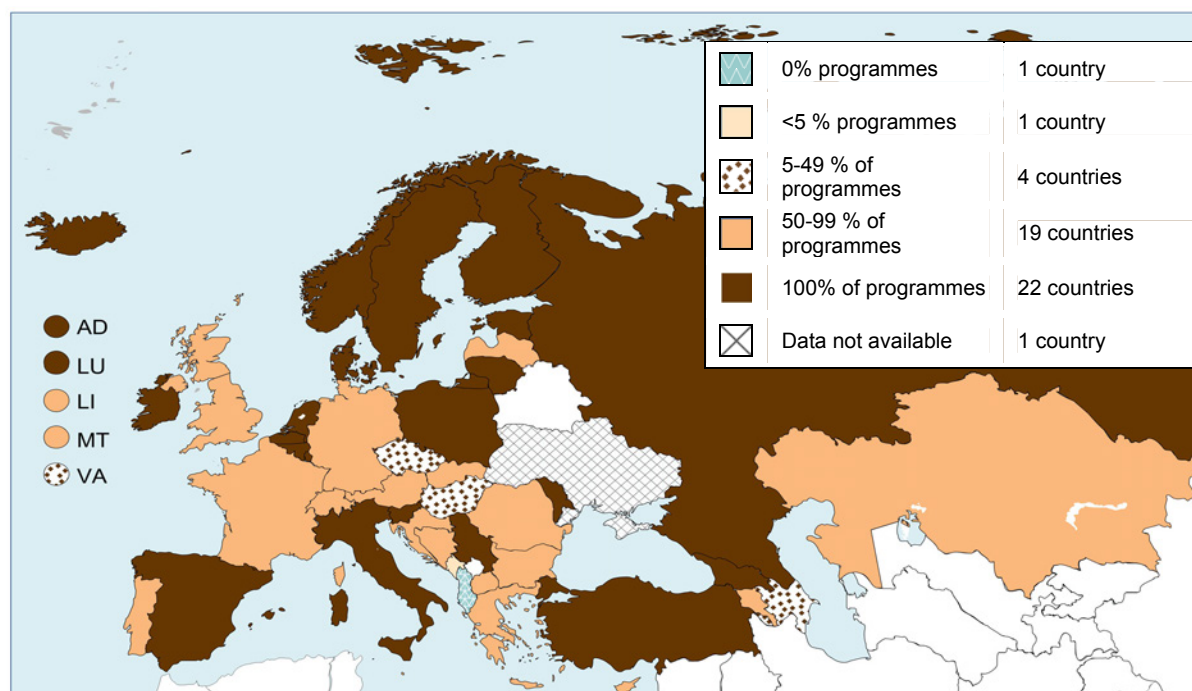 0% programmes 1 country
<5 % programmes 1 country
5-49 % of
programmes 4 countries
50-99 % of
programmes 19 countries
100% of programmes 22 countries
Data not available 1 country
AD
LU
LI
MT
VA